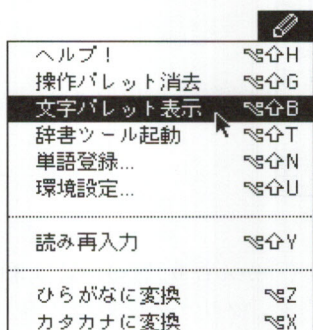 ヘルプ! ⌥⇧H
操作パレット消去 ⌥⇧G
文字パレット表示 ⌥⇧B
辞書ツール起動 ⌥⇧T
単語登録... ⌥⇧N
環境設定... ⌥⇧U
読み再入力 ⌥⇧Y
ひらがなに変換 ⌥Z
カタカナに変換 ⌥X